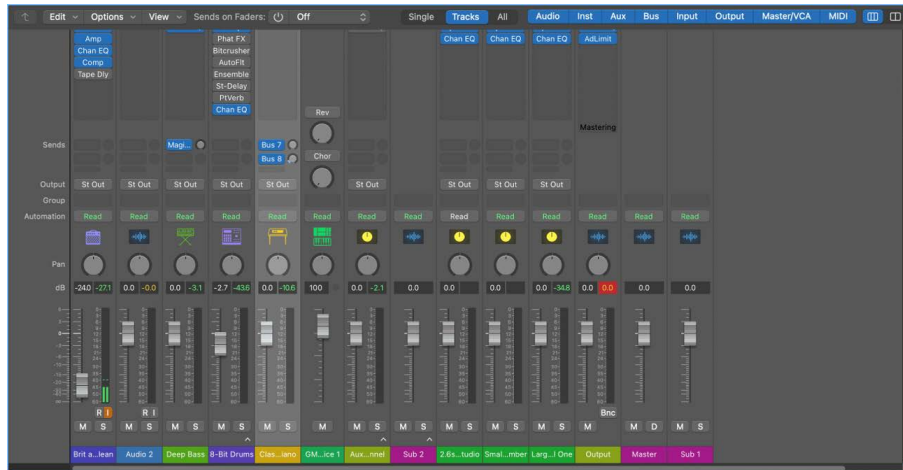 Edit Options View Sends on Faders: Off Single Tracks All Audio Inst Aux Bus Input Output Master/VCA MIDI
Amp Phat FX Chan EQ Chan EQ Chan EQ AdLimit
Chan EQ Bitcrusher
Comp AutoFlt
Tape Dly Ensemble
St-Delay
PtVerb
Chan EQ Rev
Mastering
Sends Magi... Bus 7
Bus 8 Chor
Output St Out St Out St Out St Out St Out St Out St Out St Out St Out
Group
Automation Read Read Read Read Read Read Read Read Read Read Read Read Read Read
Pan
dB -24.0 -27.1 0.0 -0.0 0.0 -3.1 -2.7 -43.6 0.0 -10.6 100 0.0 -2.1 0.0 0.0 0.0 0.0 -34.8 0.0 0.0 0.0 0.0
R I R I Bnc
M S M S M S M S M S M M S M S M S M S M S M M D M S
Brit a...lean Audio 2 Deep Bass 8-Bit Drums Clas...iano GM...ice 1 Aux...nnel Sub 2 2.6s...tudio Smal...mber Larg...l One Output Master Sub 1